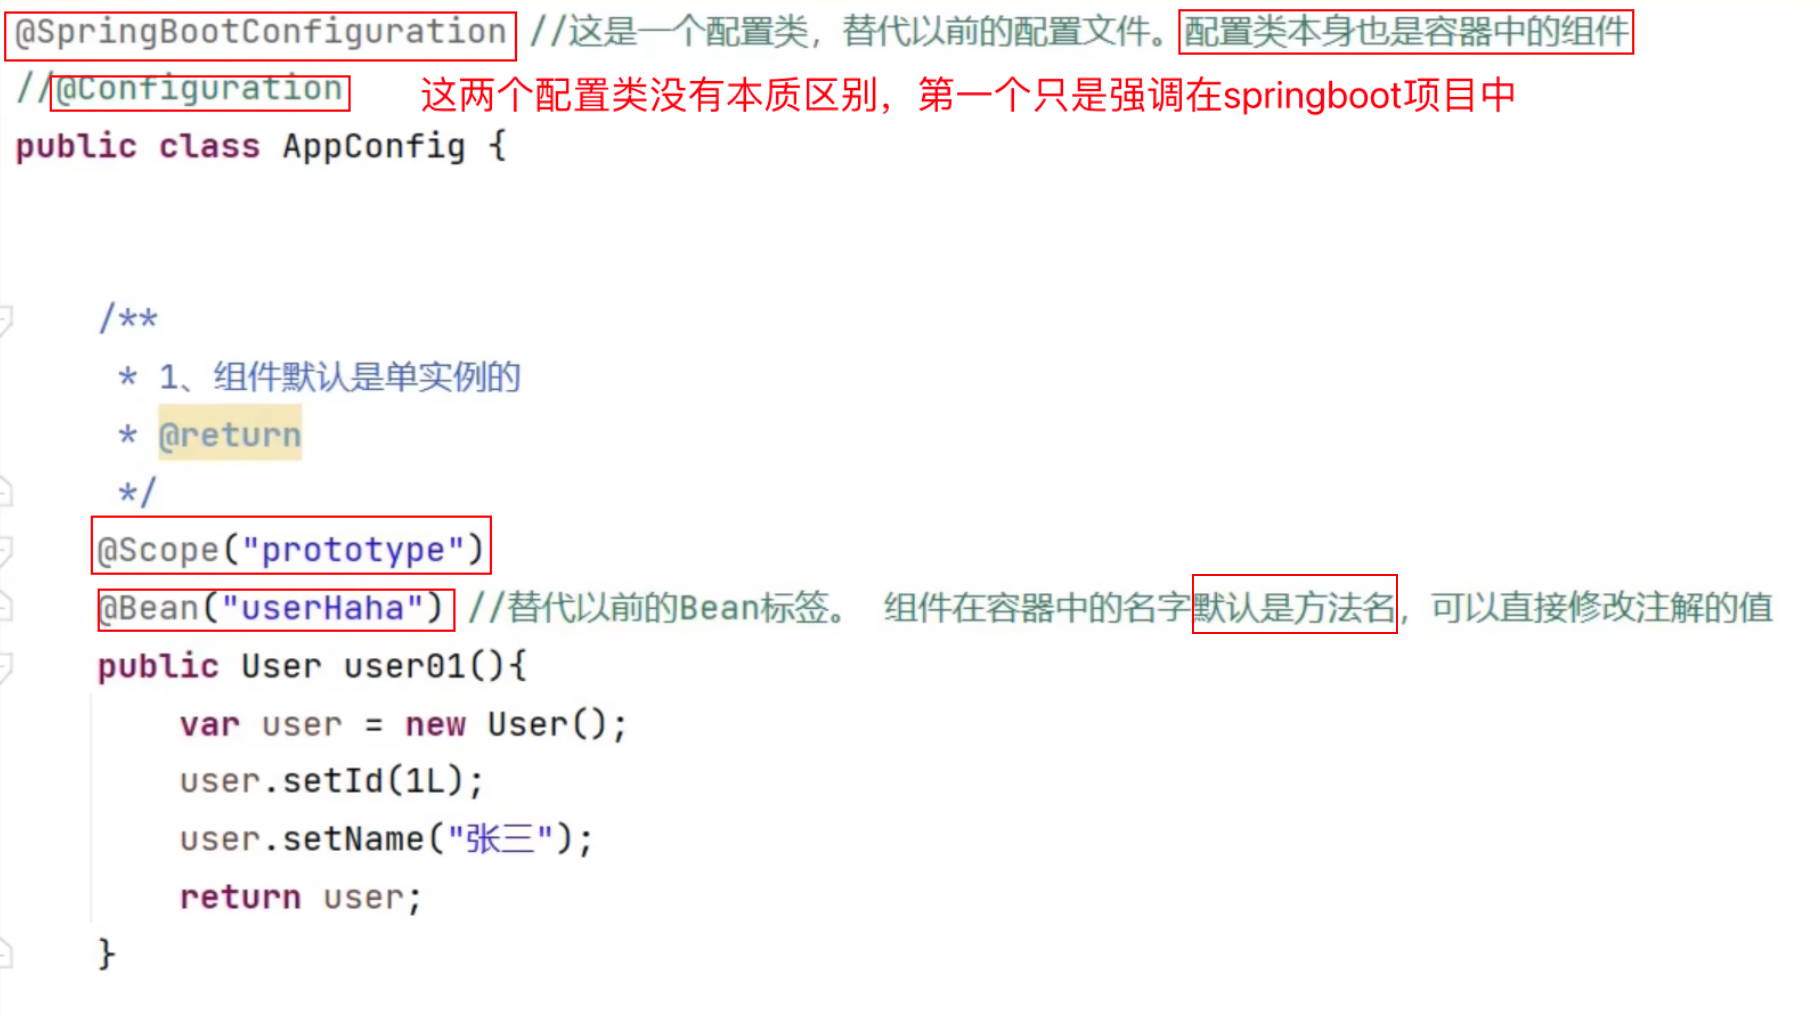 @SpringBootConfiguration //这是一个配置类，替代以前的配置文件。配置类本身也是容器中的组件
//@Configuration 这两个配置类没有本质区别，第一个只是强调在springboot项目中
public class AppConfig {
/**
* 1、组件默认是单实例的
* @return
*/
@Scope("prototype")
@Bean("userHaha") //替代以前的Bean标签。 组件在容器中的名字默认是方法名，可以直接修改注解的值
public User user01(){
var user = new User();
user.setId(1L);
user.setName("张三");
return user;
}